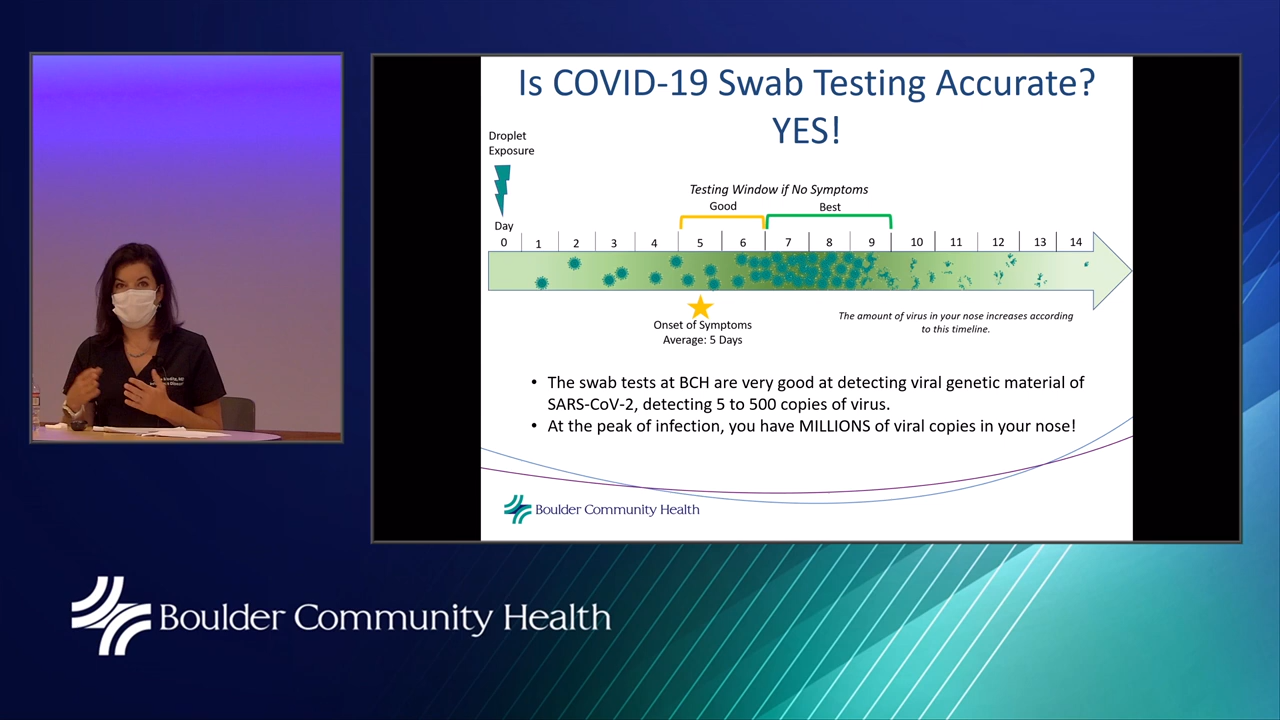 Is COVID-19 Swab Testing Accurate?
YES!
Droplet
Exposure
Testing Window if No Symptoms
Good Best
Day
0 1 2 3 4 5 6 7 8 9 10 11 12 13 14
Onset of Symptoms
Average: 5 Days
The amount of virus in your nose increases according
to this timeline.
• The swab tests at BCH are very good at detecting viral genetic material of
SARS-CoV-2, detecting 5 to 500 copies of virus.
• At the peak of infection, you have MILLIONS of viral copies in your nose!
Boulder Community Health
Boulder Community Health